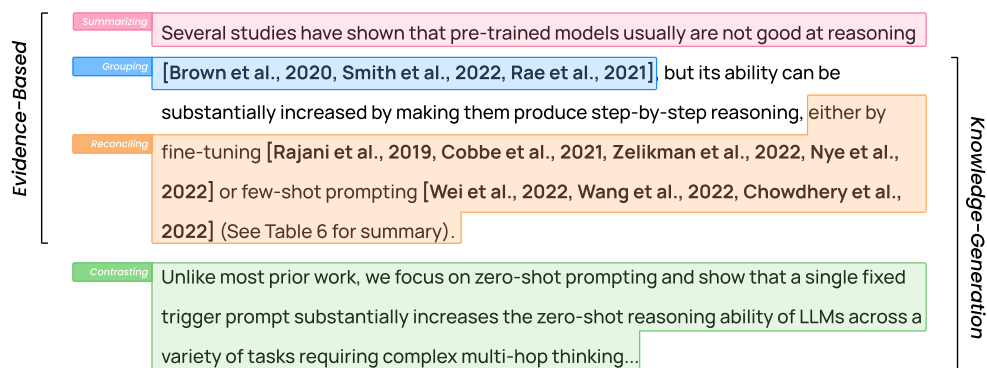 Evidence-Based
Summarizing
Several studies have shown that pre-trained models usually are not good at reasoning
Grouping
[Brown et al., 2020, Smith et al., 2022, Rae et al., 2021], but its ability can be
substantially increased by making them produce step-by-step reasoning, either by
Reconciling
fine-tuning [Rajani et al., 2019, Cobbe et al., 2021, Zelikman et al., 2022, Nye et al.,
2022] or few-shot prompting [Wei et al., 2022, Wang et al., 2022, Chowdhery et al.,
2022] (See Table 6 for summary).
Contrasting
Unlike most prior work, we focus on zero-shot prompting and show that a single fixed
trigger prompt substantially increases the zero-shot reasoning ability of LLMs across a
variety of tasks requiring complex multi-hop thinking...
Knowledge-Generation